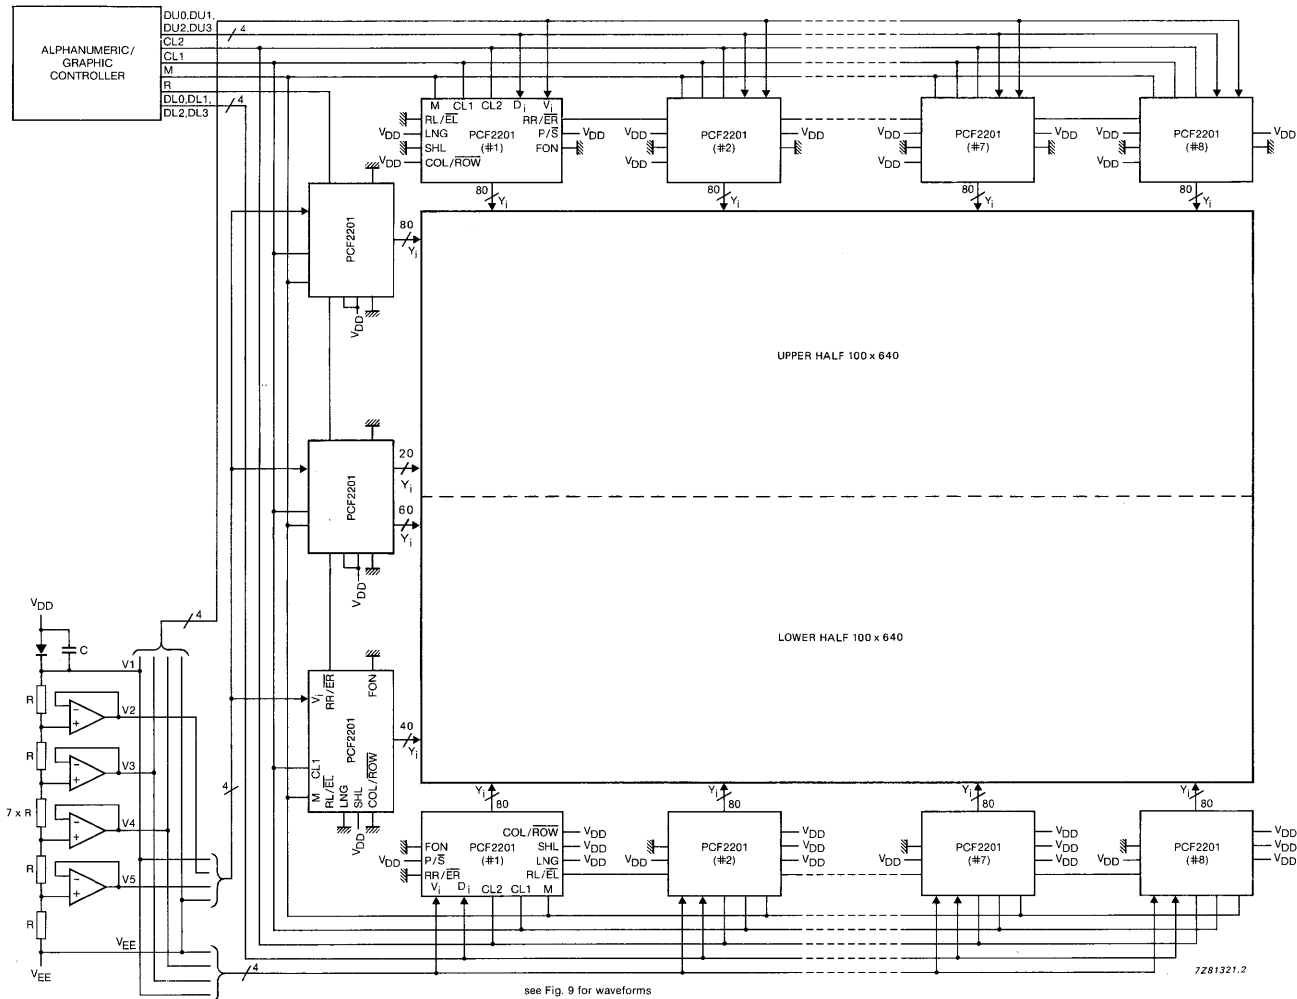 DU0,DU1,
DU2,DU3
4
CL2
CL1
M
R
DL0,DL1,
DL2,DL3
4
ALPHANUMERIC/
GRAPHIC
CONTROLLER
M CL1 CL2 Di Vi
RL/EL RR/ER
VDD LNG PCF2201 P/S VDD
SHL (#1) FON
VDD COL/ROW
VDD PCF2201 VDD
(#2)
VDD
VDD PCF2201 VDD
(#7)
VDD
VDD PCF2201 VDD
(#8)
VDD
80 Yi
80 Yi
80 Yi
80 Yi
PCF2201
80
Yi
VDD
UPPER HALF 100 x 640
PCF2201
20
Yi
60
Yi
VDD
LOWER HALF 100 x 640
Vi RR/ER FON
PCF2201
40
Yi
M CL1 RL/EL LNG SHL COL/ROW
VDD
VDD
C
4
V1
R
V2
R
V3
4
7 x R
V4
R
V5
R
VEE
VEE
4
Yi 80
Yi 80
Yi 80
Yi 80
COL/ROW VDD
FON PCF2201 SHL VDD
VDD P/S (#1) LNG VDD
RR/ER RL/EL
Vi Di CL2 CL1 M
VDD
PCF2201 VDD
VDD (#2) VDD
VDD
PCF2201 VDD
VDD (#7) VDD
VDD
PCF2201 VDD
VDD (#8) VDD
7Z81321.2
see Fig. 9 for waveforms